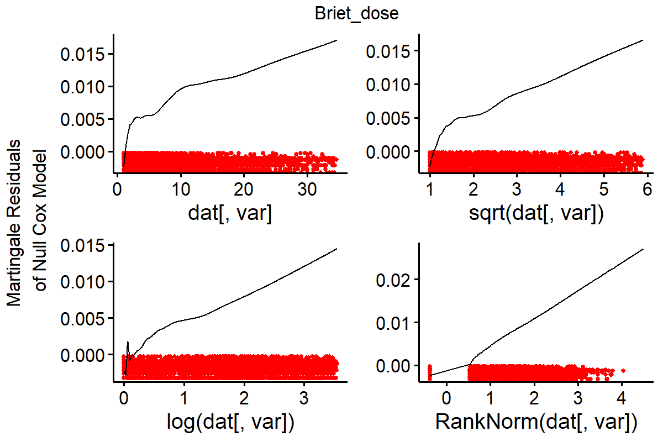 Briet_dose
Martingale Residuals
of Null Cox Model
0.015
0.010
0.005
0.000
0 10 20 30
dat[, var]
0.015
0.010
0.005
0.000
1 2 3 4 5 6
sqrt(dat[, var])
0.015
0.010
0.005
0.000
0 1 2 3
log(dat[, var])
0.02
0.01
0.00
0 1 2 3 4
RankNorm(dat[, var])